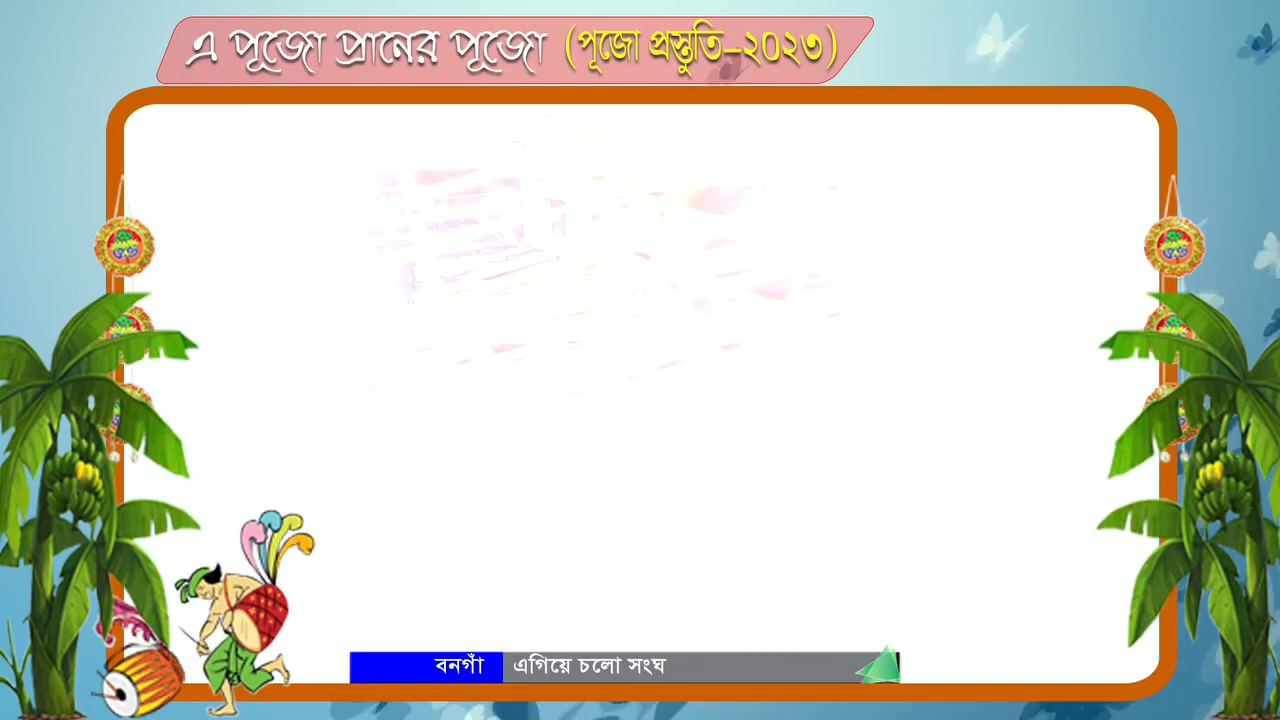 এ পূজো প্রানের পূজো (পূজো প্রস্তুতি-২০২৩)
বনগাঁ এগিয়ে চলো সংঘ